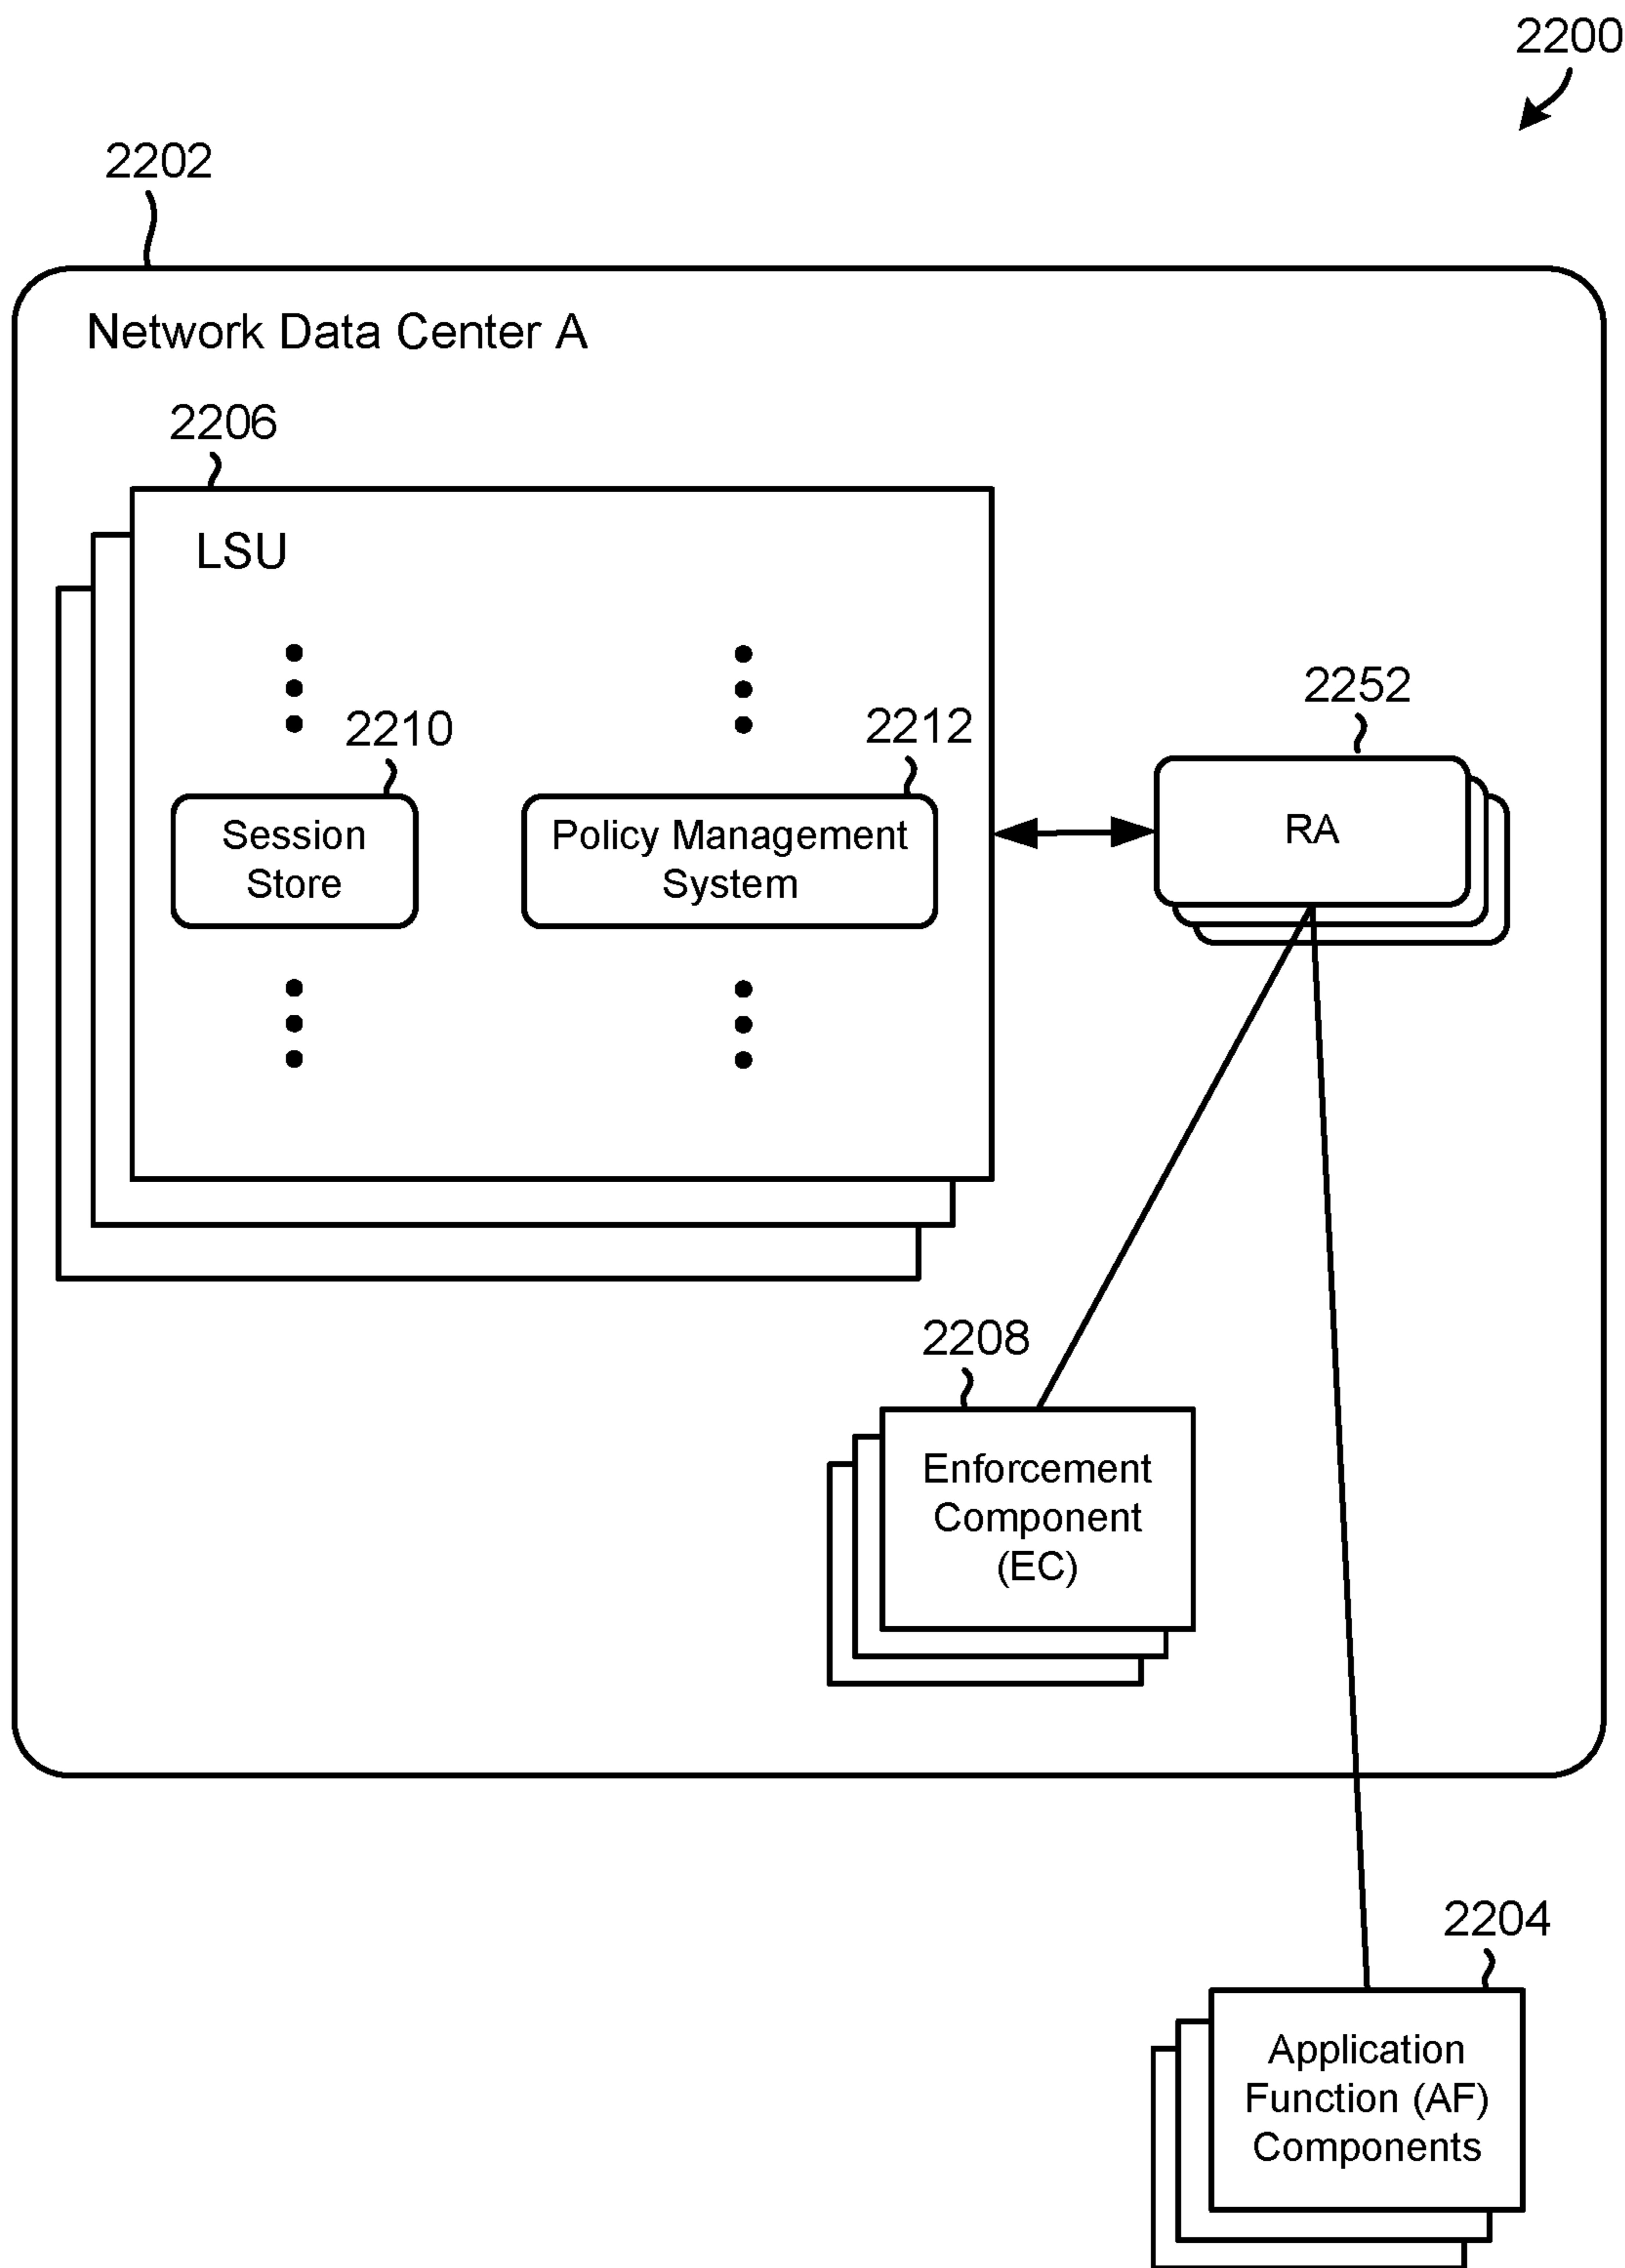 2200
2202
Network Data Center A
2206
LSU
2252
2210
2212
Session
Store
Policy Management
System
RA
2208
Enforcement
Component
(EC)
2204
Application
Function (AF)
Components